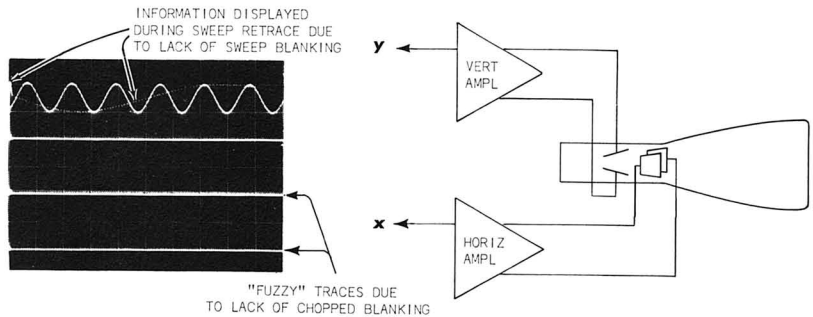 INFORMATION DISPLAYED
DURING SWEEP RETRACE DUE
TO LACK OF SWEEP BLANKING
"FUZZY" TRACES DUE
TO LACK OF CHOPPED BLANKING
y
VERT
AMPL
x
HORIZ
AMPL